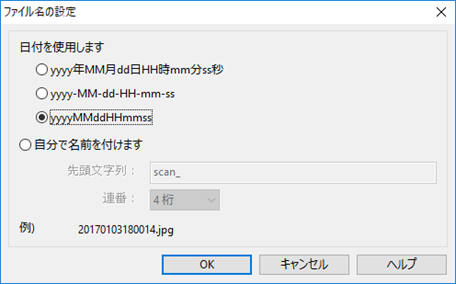 ファイル名の設定
日付を使用します
yyyy年MM月dd日HH時mm分ss秒
yyyy-MM-dd-HH-mm-ss
yyyyMMddHHmmss
自分で名前を付けます
先頭文字列： scan_
連番： 4 桁
例) 20170103180014.jpg
OK キャンセル ヘルプ